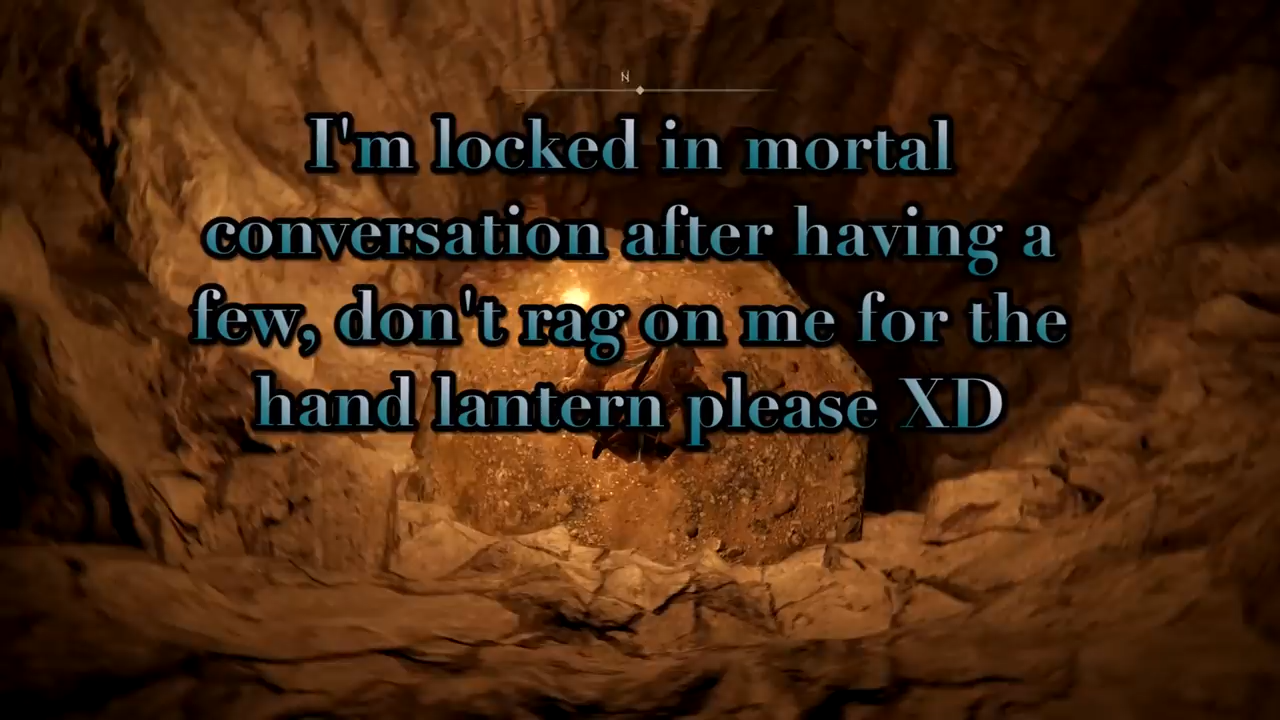 N
I'm locked in mortal
conversation after having a
few, don't rag on me for the
hand lantern please XD